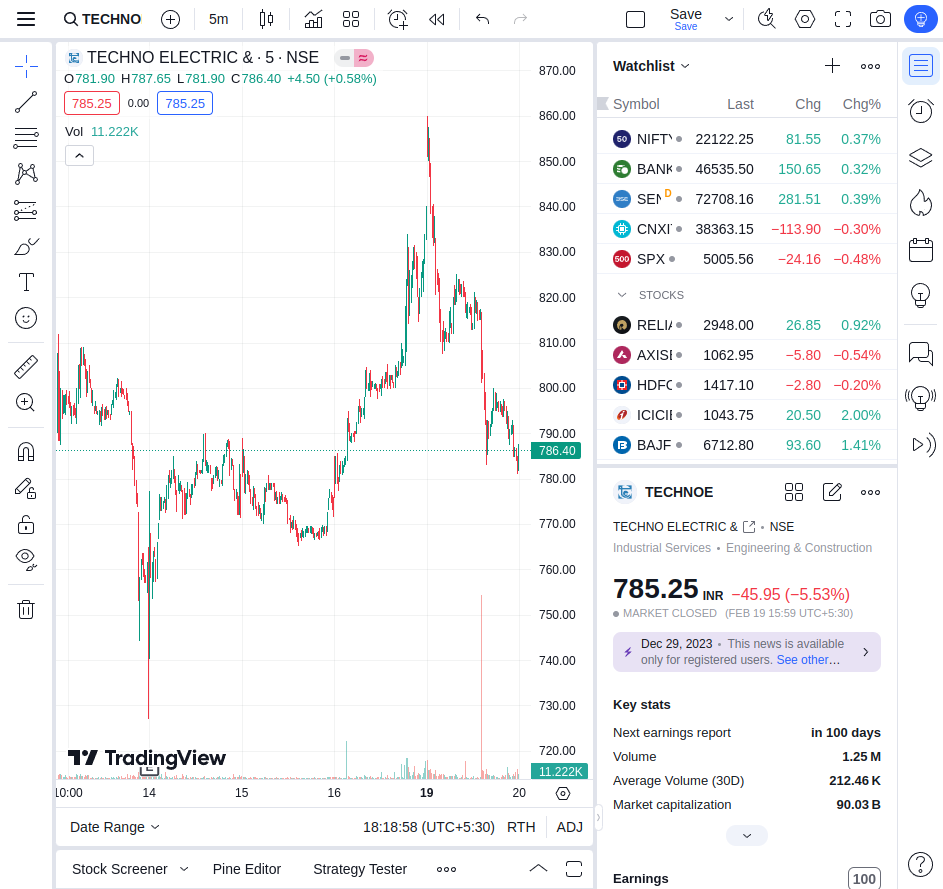 TECHNO
5m
Save
Save
TECHNO ELECTRIC & · 5 · NSE
O781.90 H787.65 L781.90 C786.40 +4.50 (+0.58%)
785.25 0.00 785.25
Vol 11.222K
870.00
860.00
850.00
840.00
830.00
820.00
810.00
800.00
790.00
786.40
780.00
770.00
760.00
750.00
740.00
730.00
720.00
11.222K
TradingView
10:00 14 15 16 19 20
Date Range
18:18:58 (UTC+5:30) RTH ADJ
Stock Screener Pine Editor Strategy Tester
Watchlist
Symbol Last Chg Chg%
50 NIFTY 22122.25 81.55 0.37%
BANK 46535.50 150.65 0.32%
SEN D 72708.16 281.51 0.39%
CNXI 38363.15 −113.90 −0.30%
500 SPX 5005.56 −24.16 −0.48%
STOCKS
RELIA 2948.00 26.85 0.92%
AXISE 1062.95 −5.80 −0.54%
HDFC 1417.10 −2.80 −0.20%
ICICIE 1043.75 20.50 2.00%
BAJF 6712.80 93.60 1.41%
TECHNOE
TECHNO ELECTRIC & • NSE
Industrial Services • Engineering & Construction
785.25 INR −45.95 (−5.53%)
MARKET CLOSED (FEB 19 15:59 UTC+5:30)
Dec 29, 2023 • This news is available
only for registered users. See other…
Key stats
Next earnings report in 100 days
Volume 1.25 M
Average Volume (30D) 212.46 K
Market capitalization 90.03 B
Earnings
100